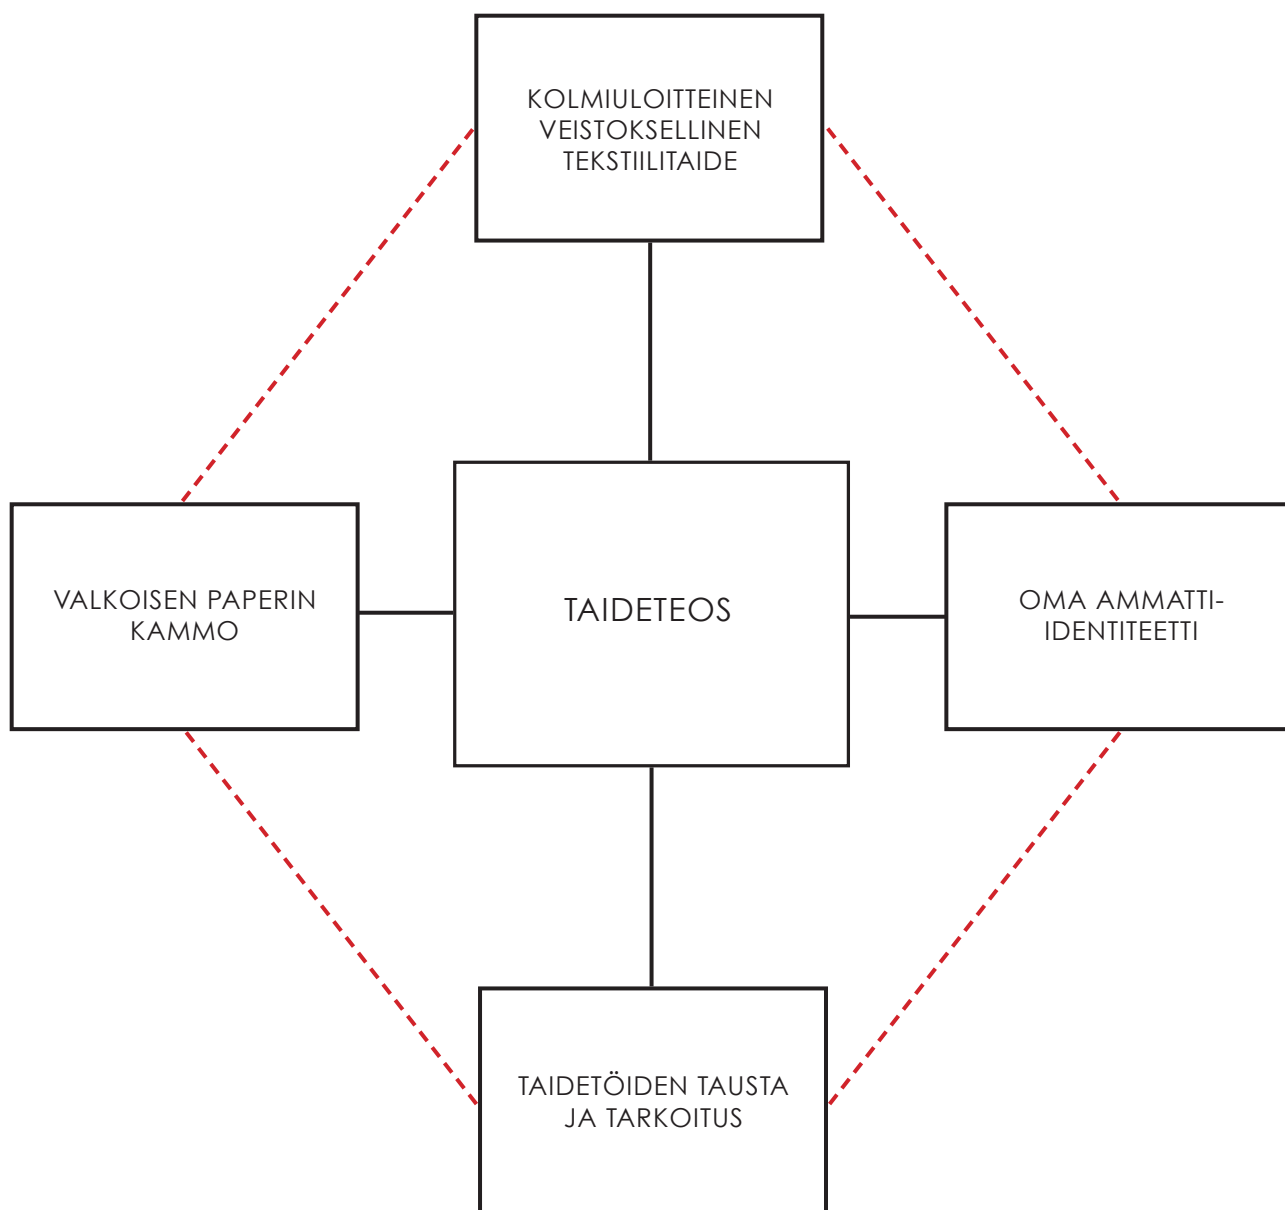 KOLMIULOITTEINEN
VEISTOKSELLINEN
TEKSTIILITAIDE
VALKOISEN PAPERIN
KAMMO
TAIDETEOS
OMA AMMATTI-
IDENTITEETTI
TAIDETÖIDEN TAUSTA
JA TARKOITUS